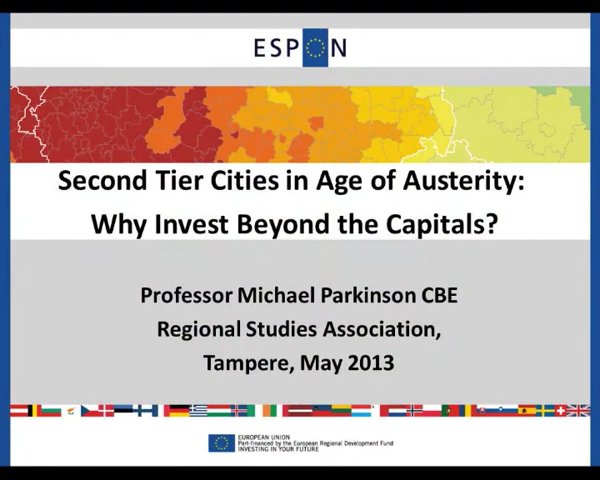 ESPON
Second Tier Cities in Age of Austerity:
Why Invest Beyond the Capitals?
Professor Michael Parkinson CBE
Regional Studies Association,
Tampere, May 2013
EUROPEAN UNION
Part-financed by the European Regional Development Fund
INVESTING IN YOUR FUTURE